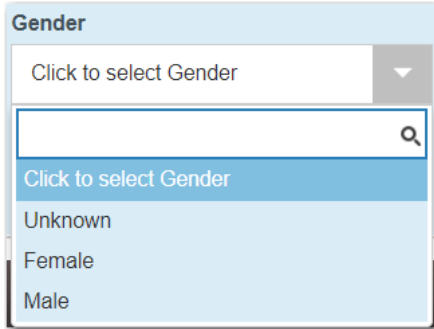 Gender
Click to select Gender
Click to select Gender
Unknown
Female
Male